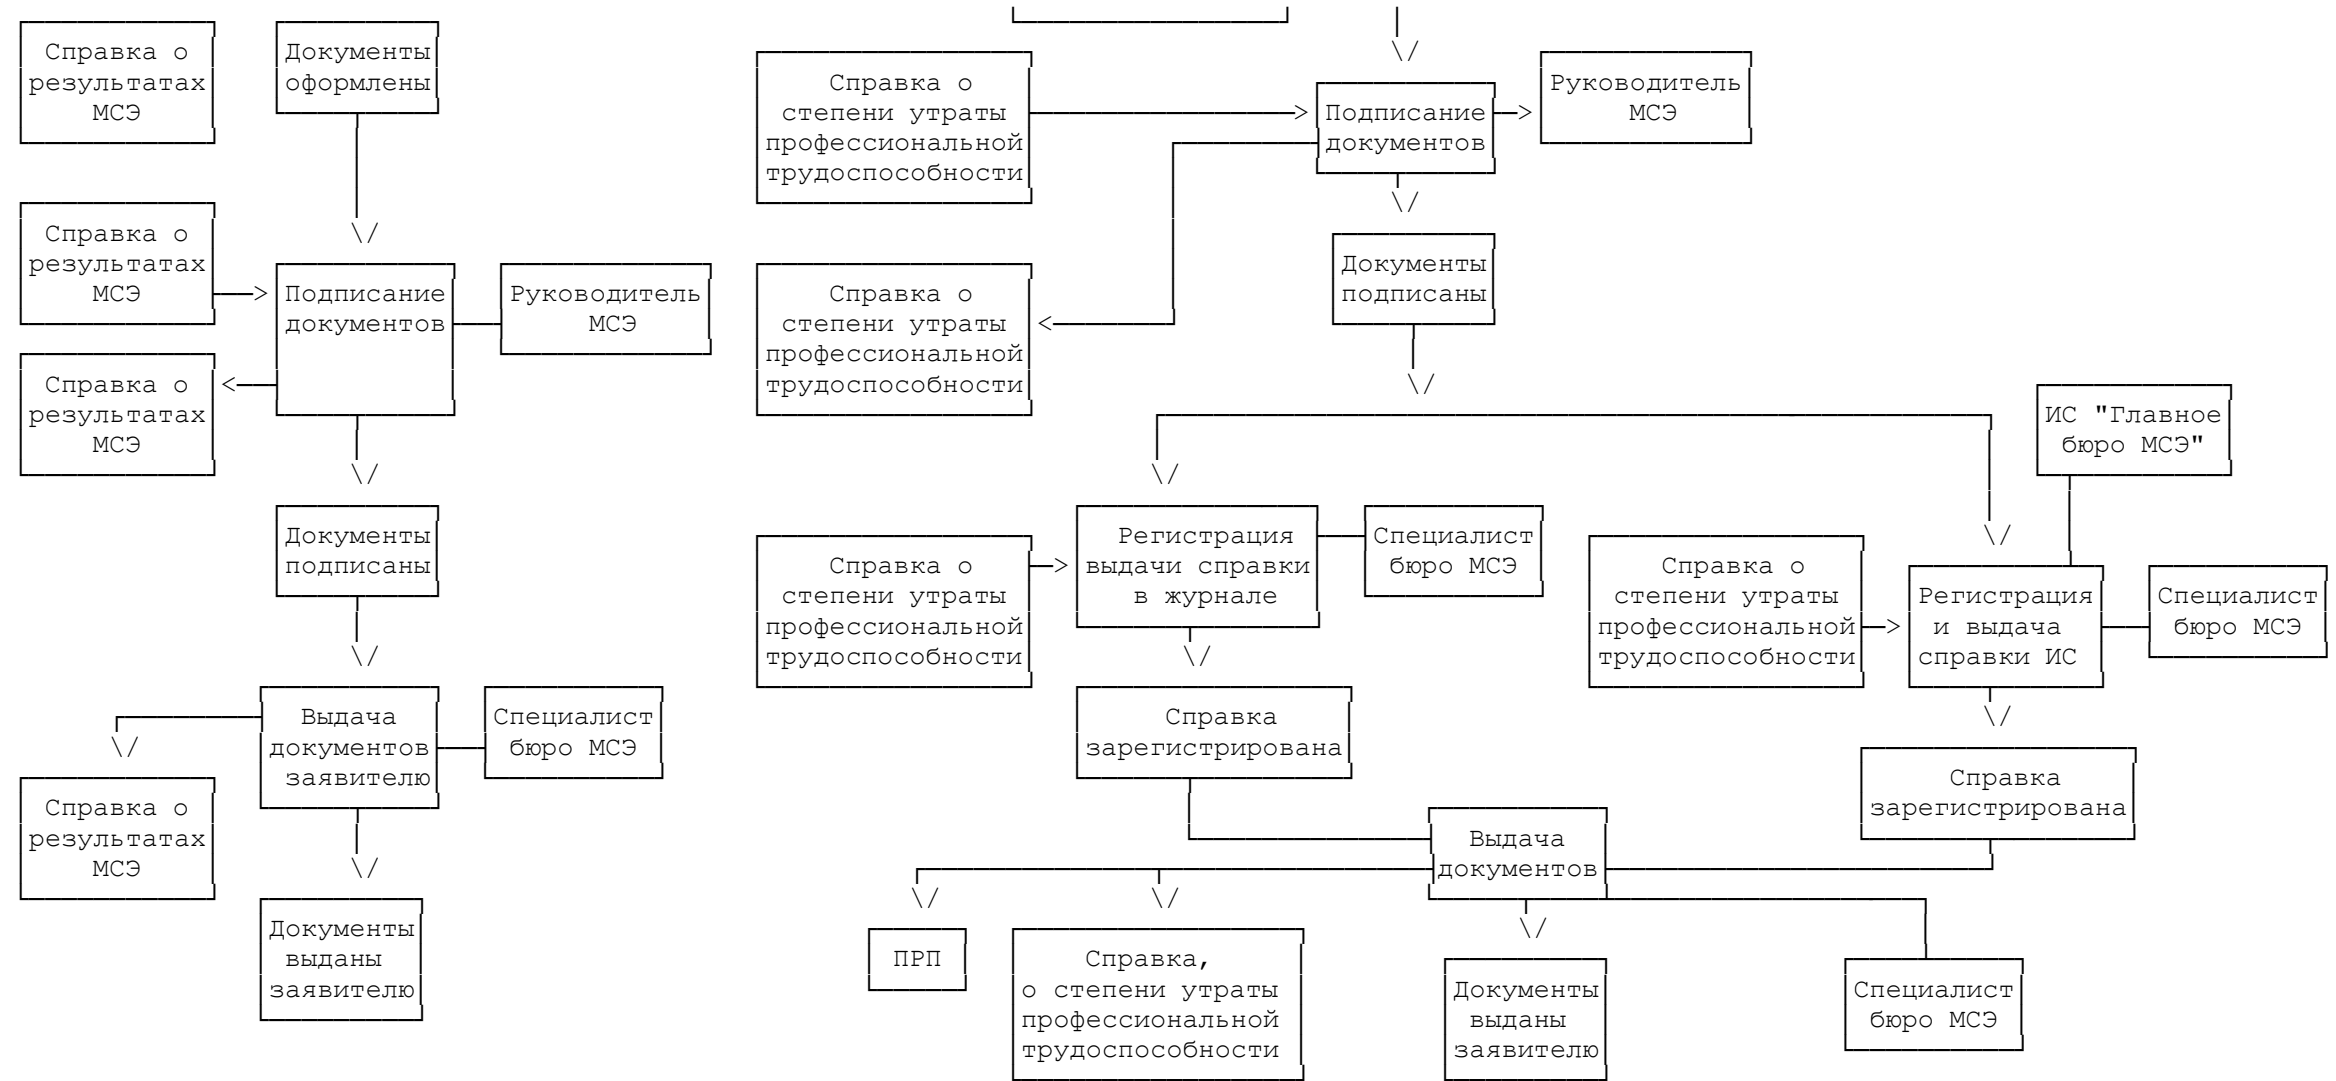 Справка о
результатах
МСЭ
Документы
оформлены
Справка о
результатах
МСЭ
Подписание
документов
Руководитель
МСЭ
Справка о
результатах
МСЭ
Документы
подписаны
Выдача
документов
заявителю
Специалист
бюро МСЭ
Справка о
результатах
МСЭ
Документы
выданы
заявителю
Справка о
степени утраты
профессиональной
трудоспособности
Подписание
документов
Руководитель
МСЭ
Документы
подписаны
Справка о
степени утраты
профессиональной
трудоспособности
ИС "Главное
бюро МСЭ"
Справка о
степени утраты
профессиональной
трудоспособности
Регистрация
выдачи справки
в журнале
Специалист
бюро МСЭ
Справка о
степени утраты
профессиональной
трудоспособности
Регистрация
и выдача
справки ИС
Специалист
бюро МСЭ
Справка
зарегистрирована
Справка
зарегистрирована
Выдача
документов
ПРП
Справка,
о степени утраты
профессиональной
трудоспособности
Документы
выданы
заявителю
Специалист
бюро МСЭ